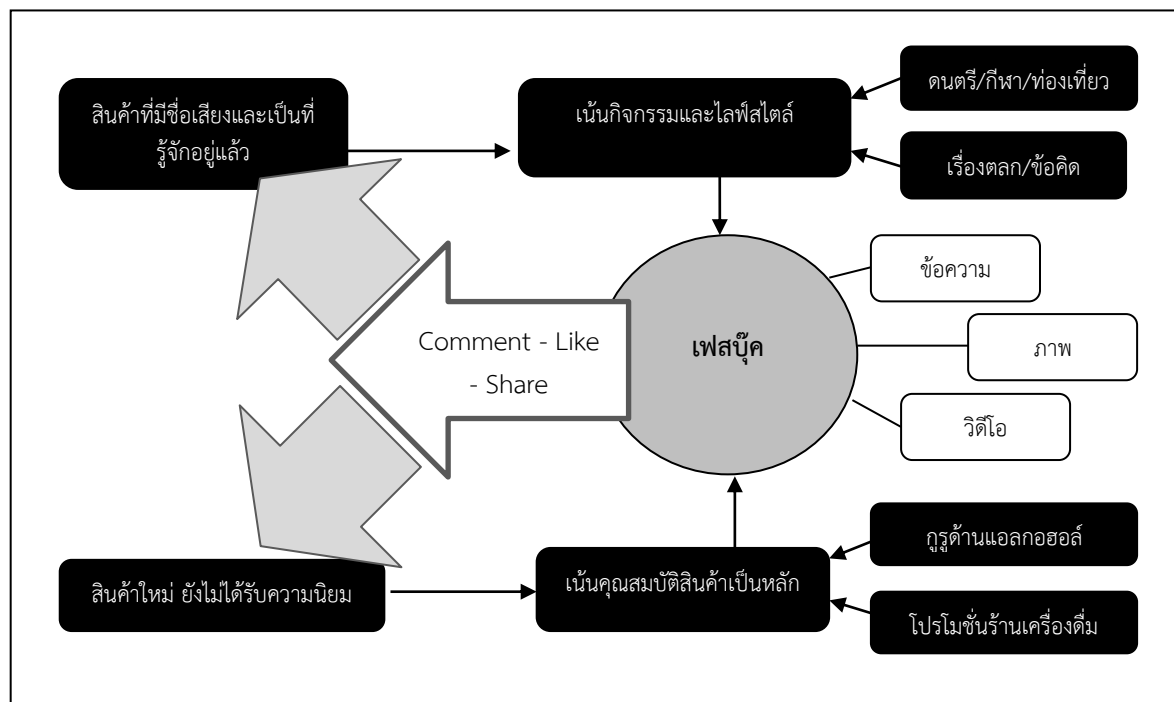 สินค้าที่มีชื่อเสียงและเป็นที่
รู้จักอยู่แล้ว
เน้นกิจกรรมและไลฟ์สไตล์
ดนตรี/กีฬา/ท่องเที่ยว
เรื่องตลก/ข้อคิด
ข้อความ
เฟสบุ๊ค
ภาพ
วิดีโอ
Comment - Like
- Share
สินค้าใหม่ ยังไม่ได้รับความนิยม
เน้นคุณสมบัติสินค้าเป็นหลัก
กูรูด้านแอลกอฮอล์
โปรโมชั่นร้านเครื่องดื่ม